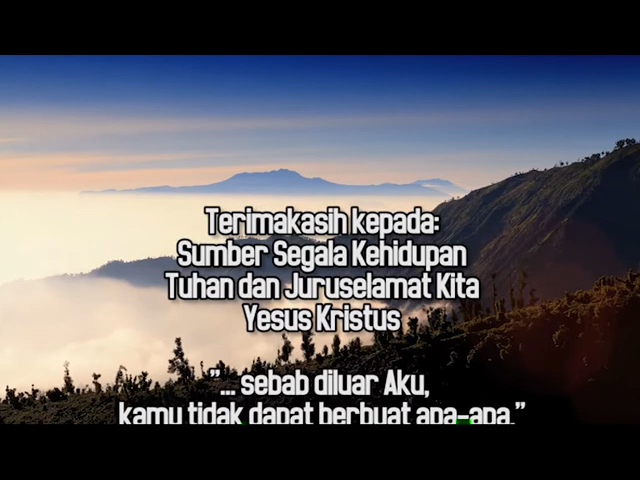 Terimakasih kepada:
Sumber Segala Kehidupan
Tuhan dan Juruselamat Kita
Yesus Kristus
"... sebab diluar Aku,
kamu tidak dapat berbuat apa-apa."